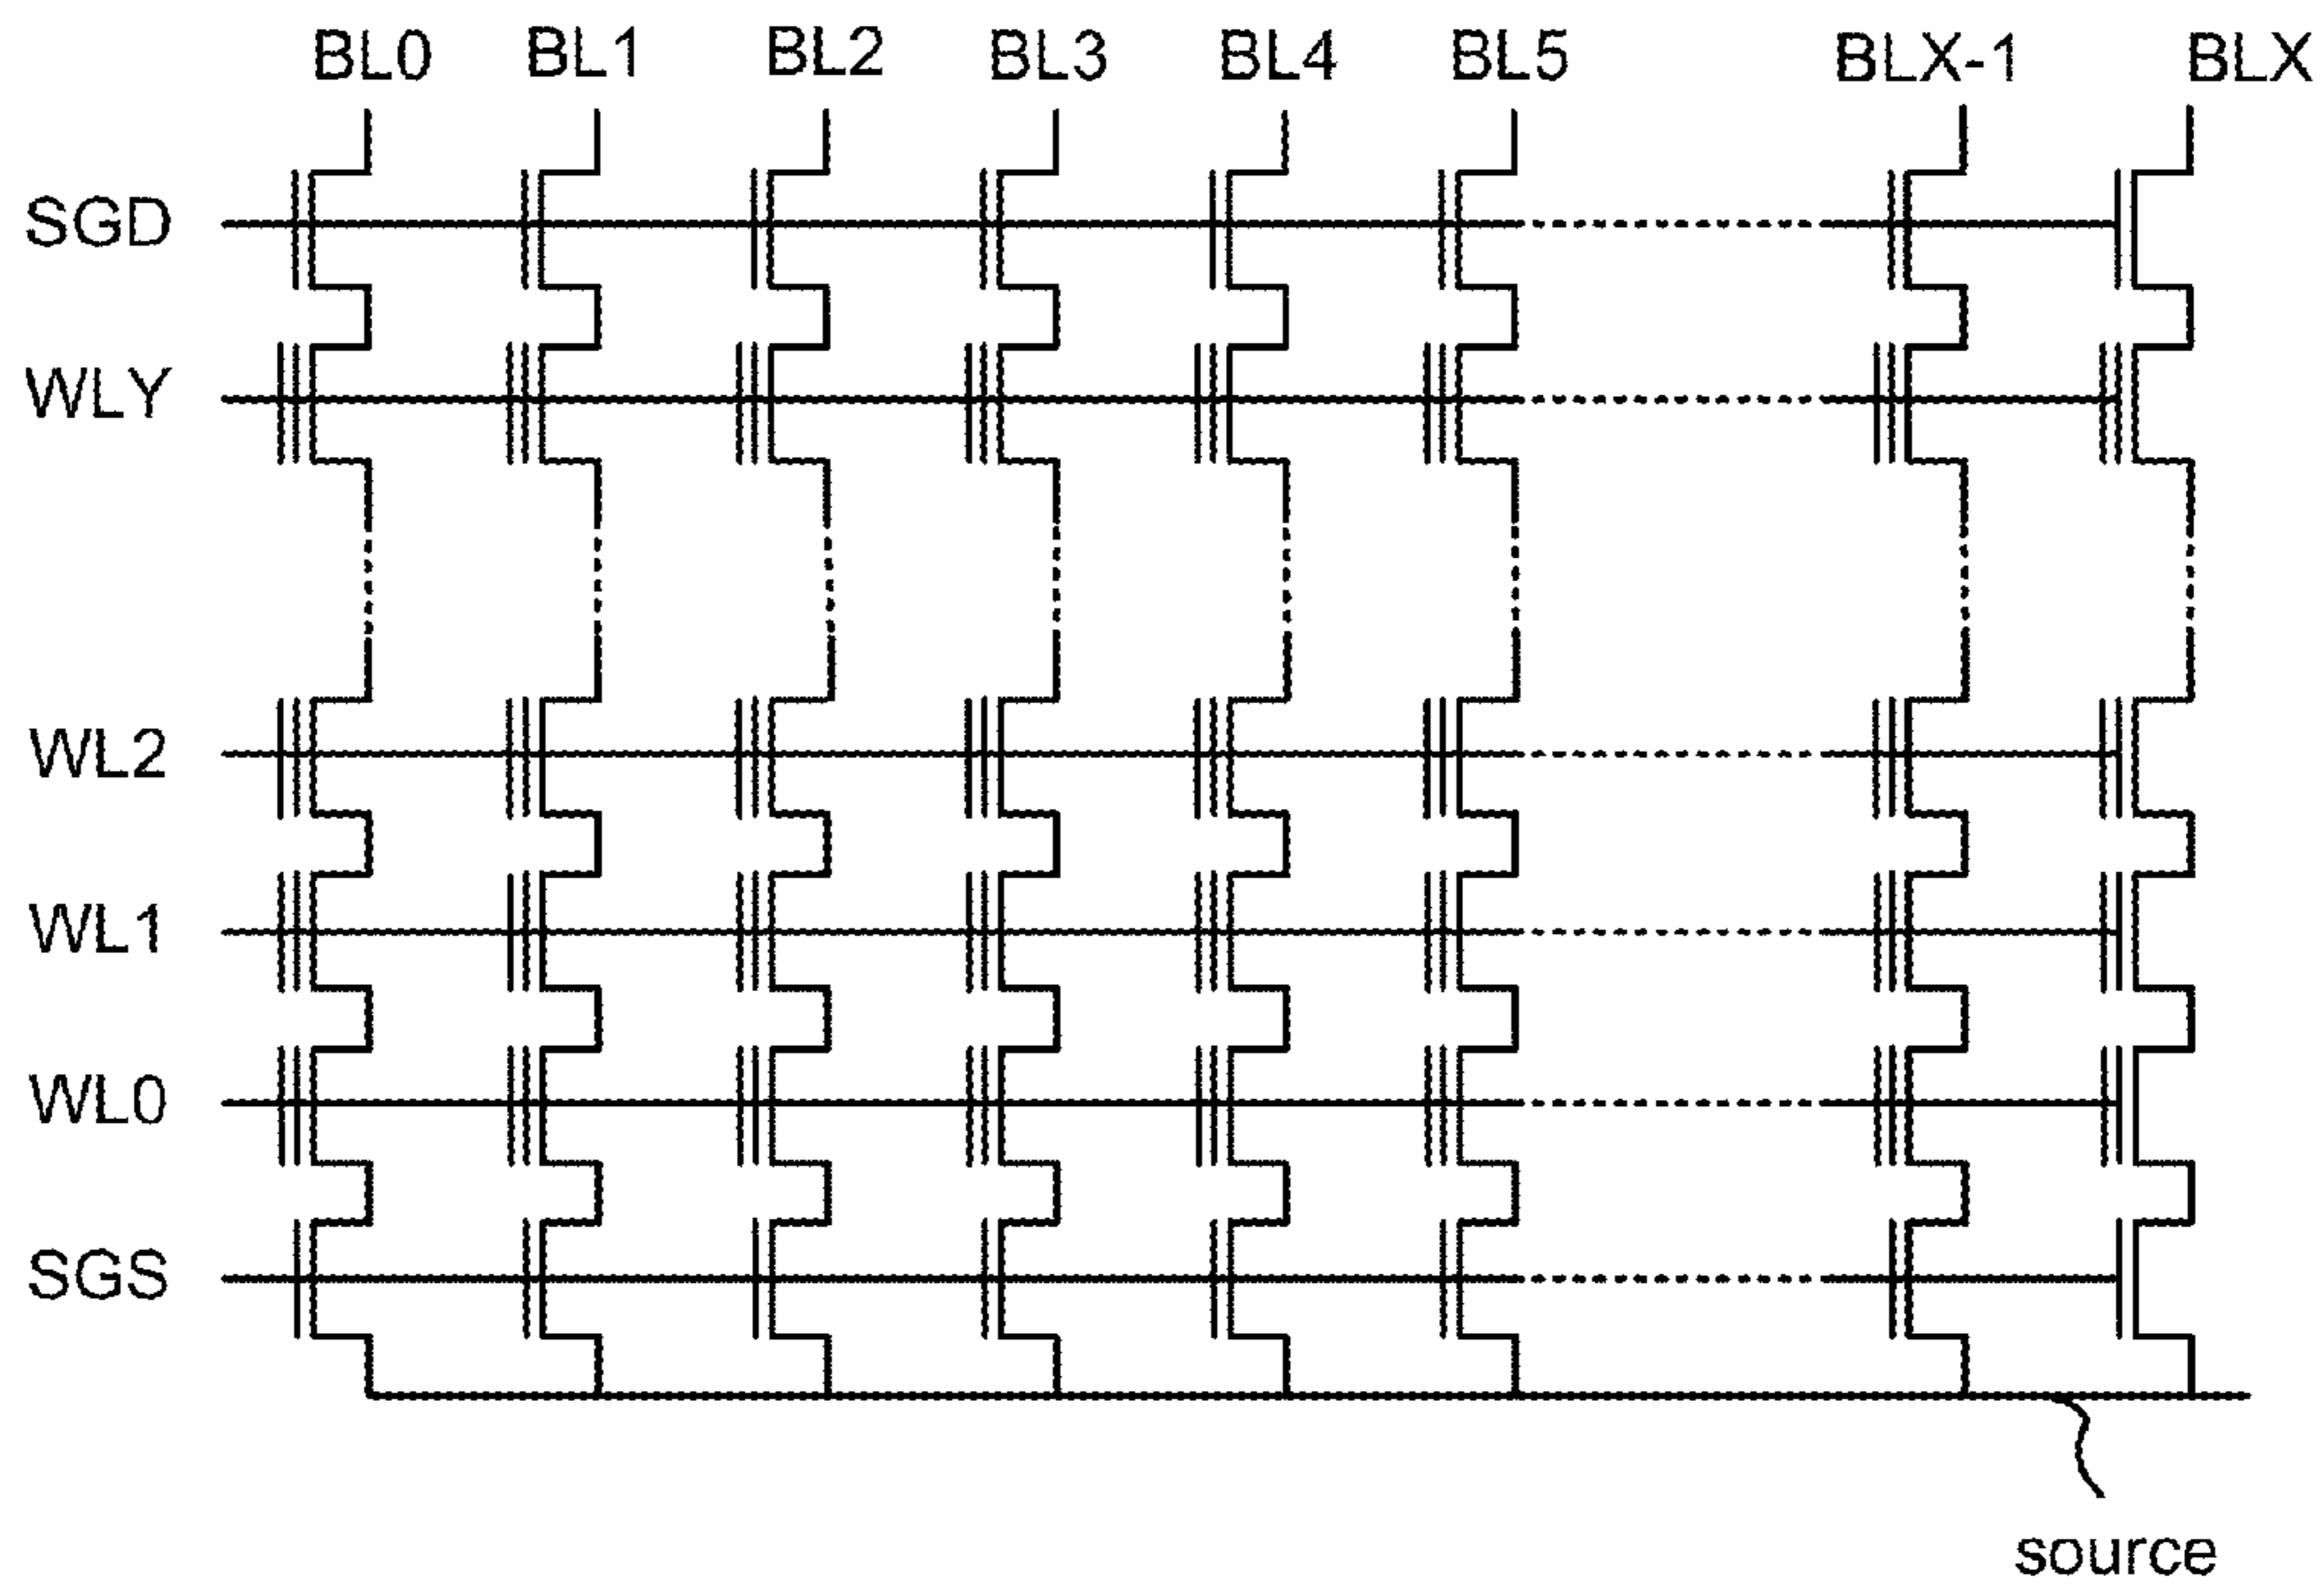 BL0 BL1 BL2 BL3 BL4 BL5 BLX-1 BLX
SGD
WLY
WL2
WL1
WL0
SGS
source